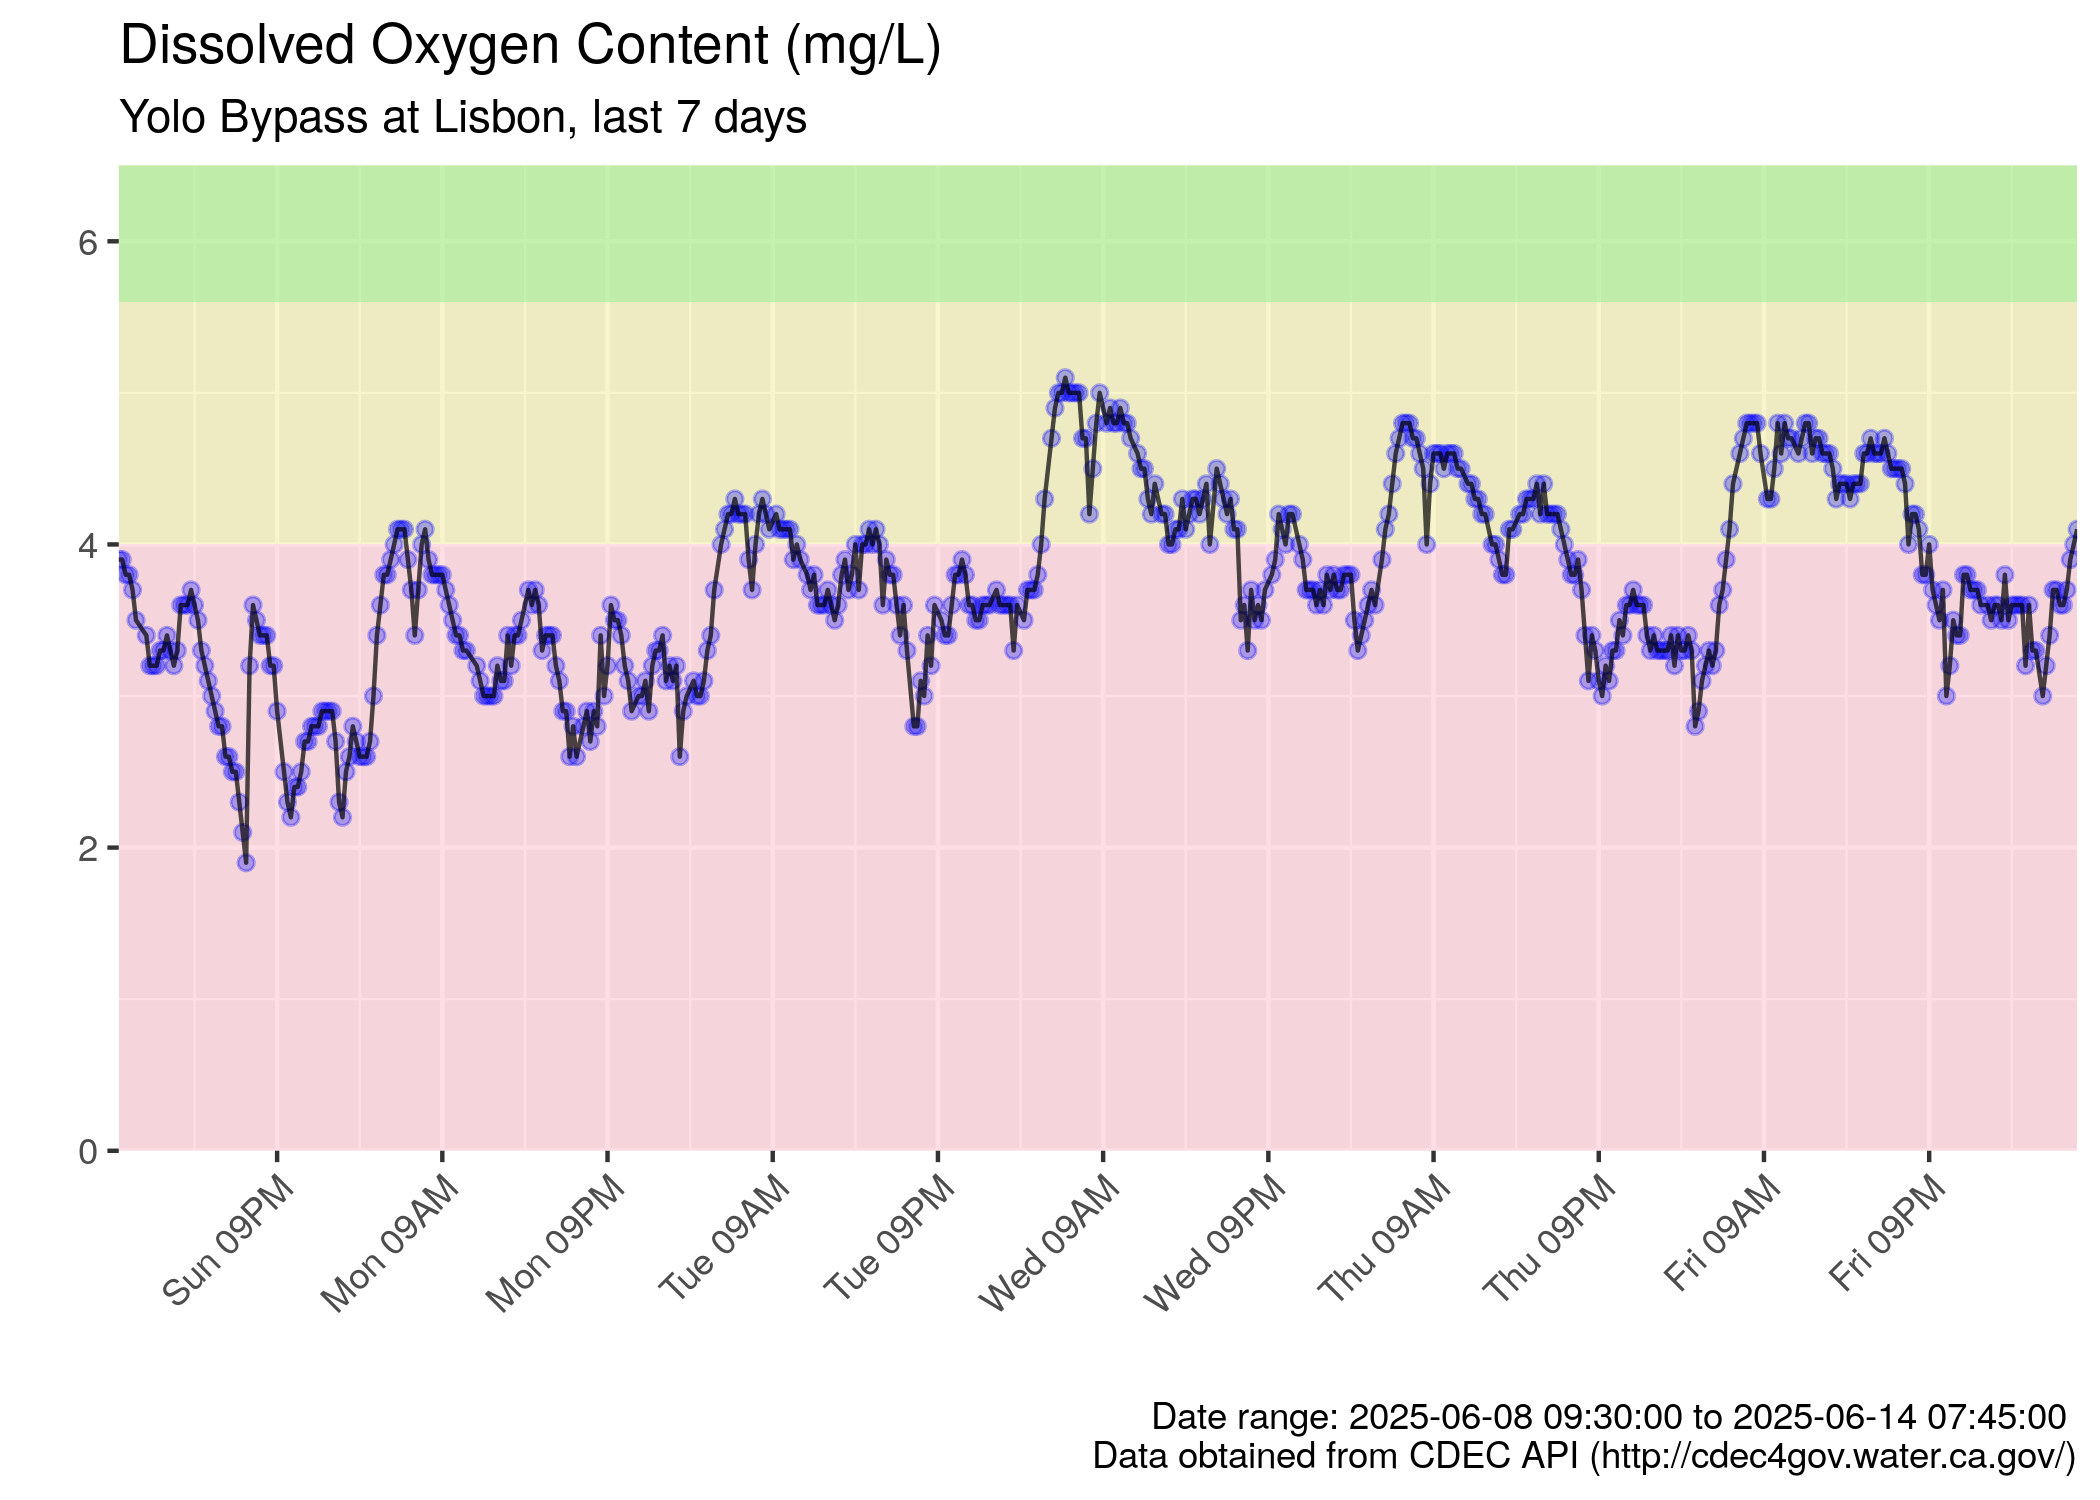 Dissolved Oxygen Content (mg/L)
Yolo Bypass at Lisbon, last 7 days
6
4
2
0
Sun 09PM
Mon 09AM
Mon 09PM
Tue 09AM
Tue 09PM
Wed 09AM
Wed 09PM
Thu 09AM
Thu 09PM
Fri 09AM
Fri 09PM
Date range: 2025-06-08 09:30:00 to 2025-06-14 07:45:00
Data obtained from CDEC API (http://cdec4gov.water.ca.gov/)